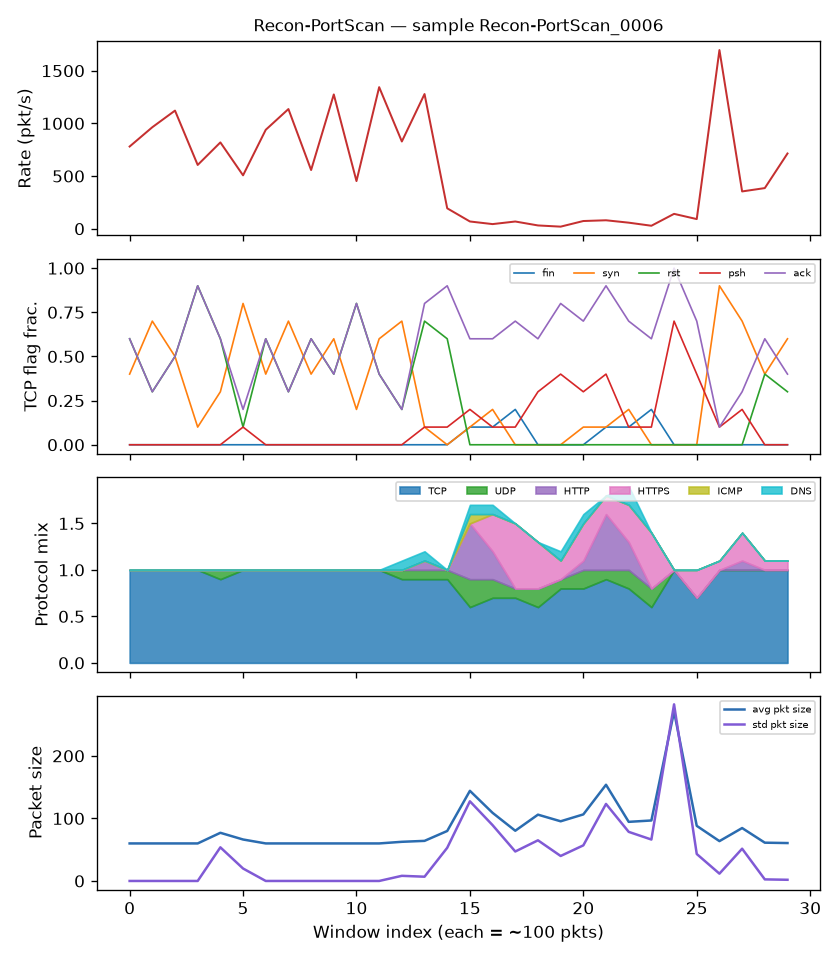 Recon-PortScan — sample Recon-PortScan_0006
Rate (pkt/s)
1500
1000
500
0
TCP flag frac.
1.00
0.75
0.50
0.25
0.00
fin syn rst psh ack
Protocol mix
1.5
1.0
0.5
0.0
TCP UDP HTTP HTTPS ICMP DNS
Packet size
200
100
0
avg pkt size
std pkt size
0 5 10 15 20 25 30
Window index (each = ~100 pkts)